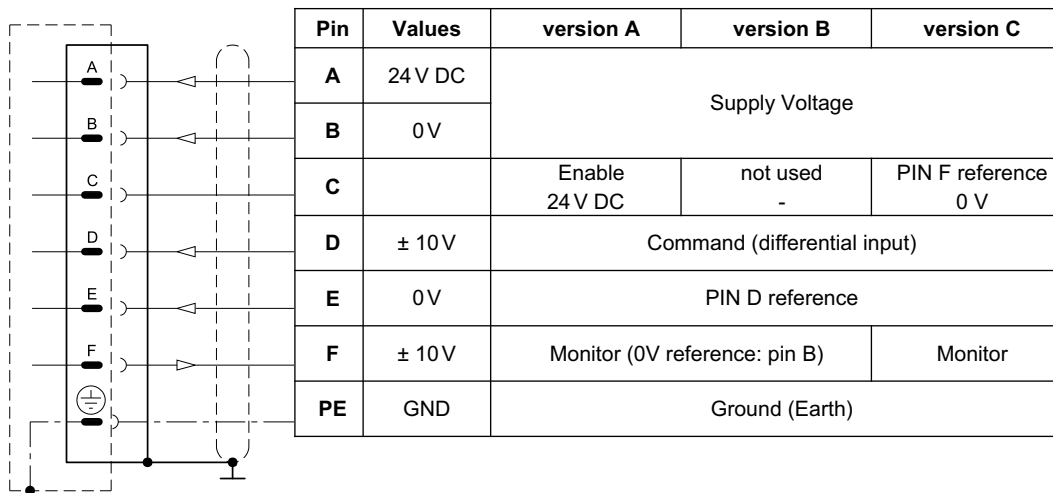 Pin Values version A version B version C
A 24 V DC
Supply Voltage
B 0 V
C Enable 24 V DC not used - PIN F reference 0 V
D ± 10 V Command (differential input)
E 0 V PIN D reference
F ± 10 V Monitor (0V reference: pin B) Monitor
PE GND Ground (Earth)
A
B
C
D
E
F